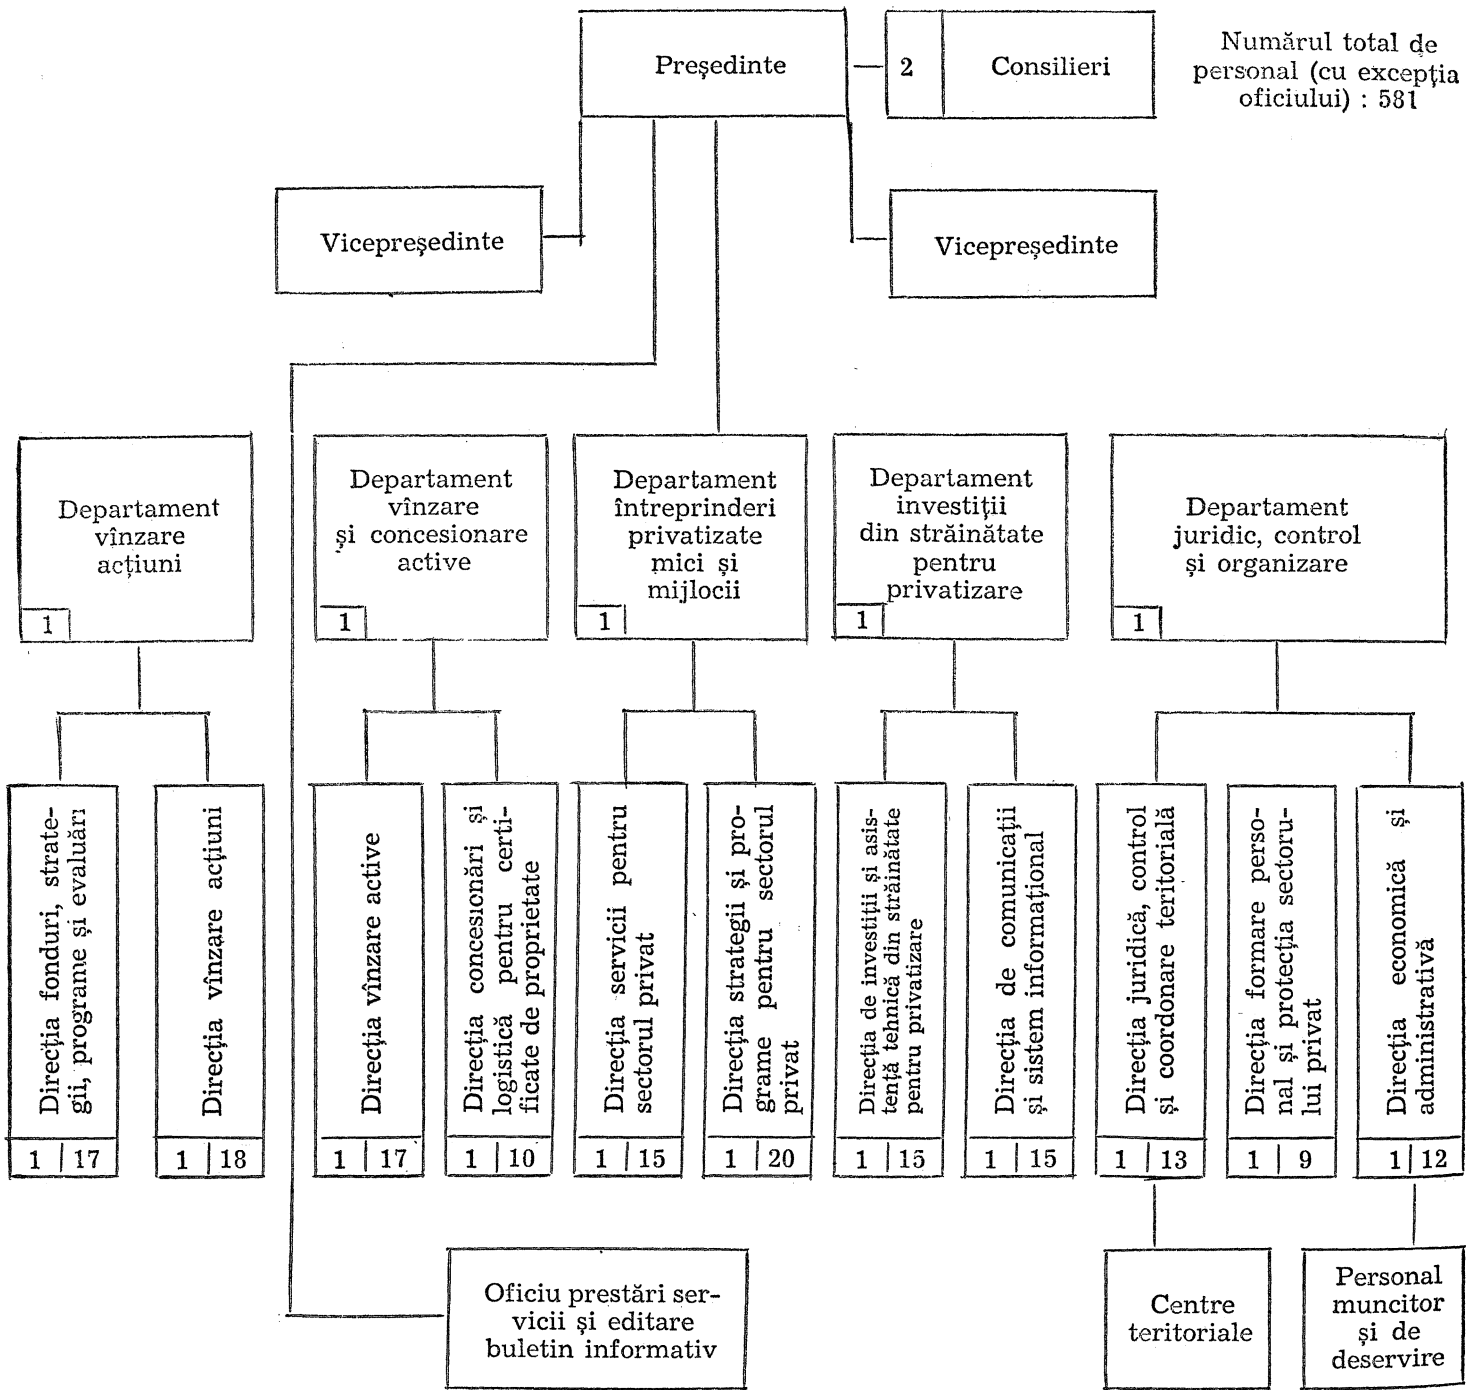 Președinte
2
Consilieri
Numărul total de
personal (cu excepția
oficiului) : 581
Vicepreședinte
Vicepreședinte
Departament
vînzare
acțiuni
1
Departament
vînzare
și concesionare
active
1
Departament
întreprinderi
privatizate
mici și
mijlocii
1
Departament
investiții
din străinătate
pentru
privatizare
1
Departament
juridic, control
și organizare
1
Direcția fonduri, strate-
gii, programe și evaluări
1 17
Direcția vînzare acțiuni
1 18
Direcția vînzare active
1 17
Direcția concesionări și
logistică pentru certi-
ficate de proprietate
1 10
Direcția servicii pentru
sectorul privat
1 15
Direcția strategii și pro-
grame pentru sectorul
privat
1 20
Direcția de investiții și asis-
tență tehnică din străinătate
pentru privatizare
1 15
Direcția de comunicații
și sistem informațional
1 15
Direcția juridică, control
și coordonare teritorială
1 13
Direcția formare perso-
nal și protecția sectoru-
lui privat
1 9
Direcția economică și
administrativă
1 12
Oficiu prestări ser-
vicii și editare
buletin informativ
Centre
teritoriale
Personal
muncitor
și de
deservire